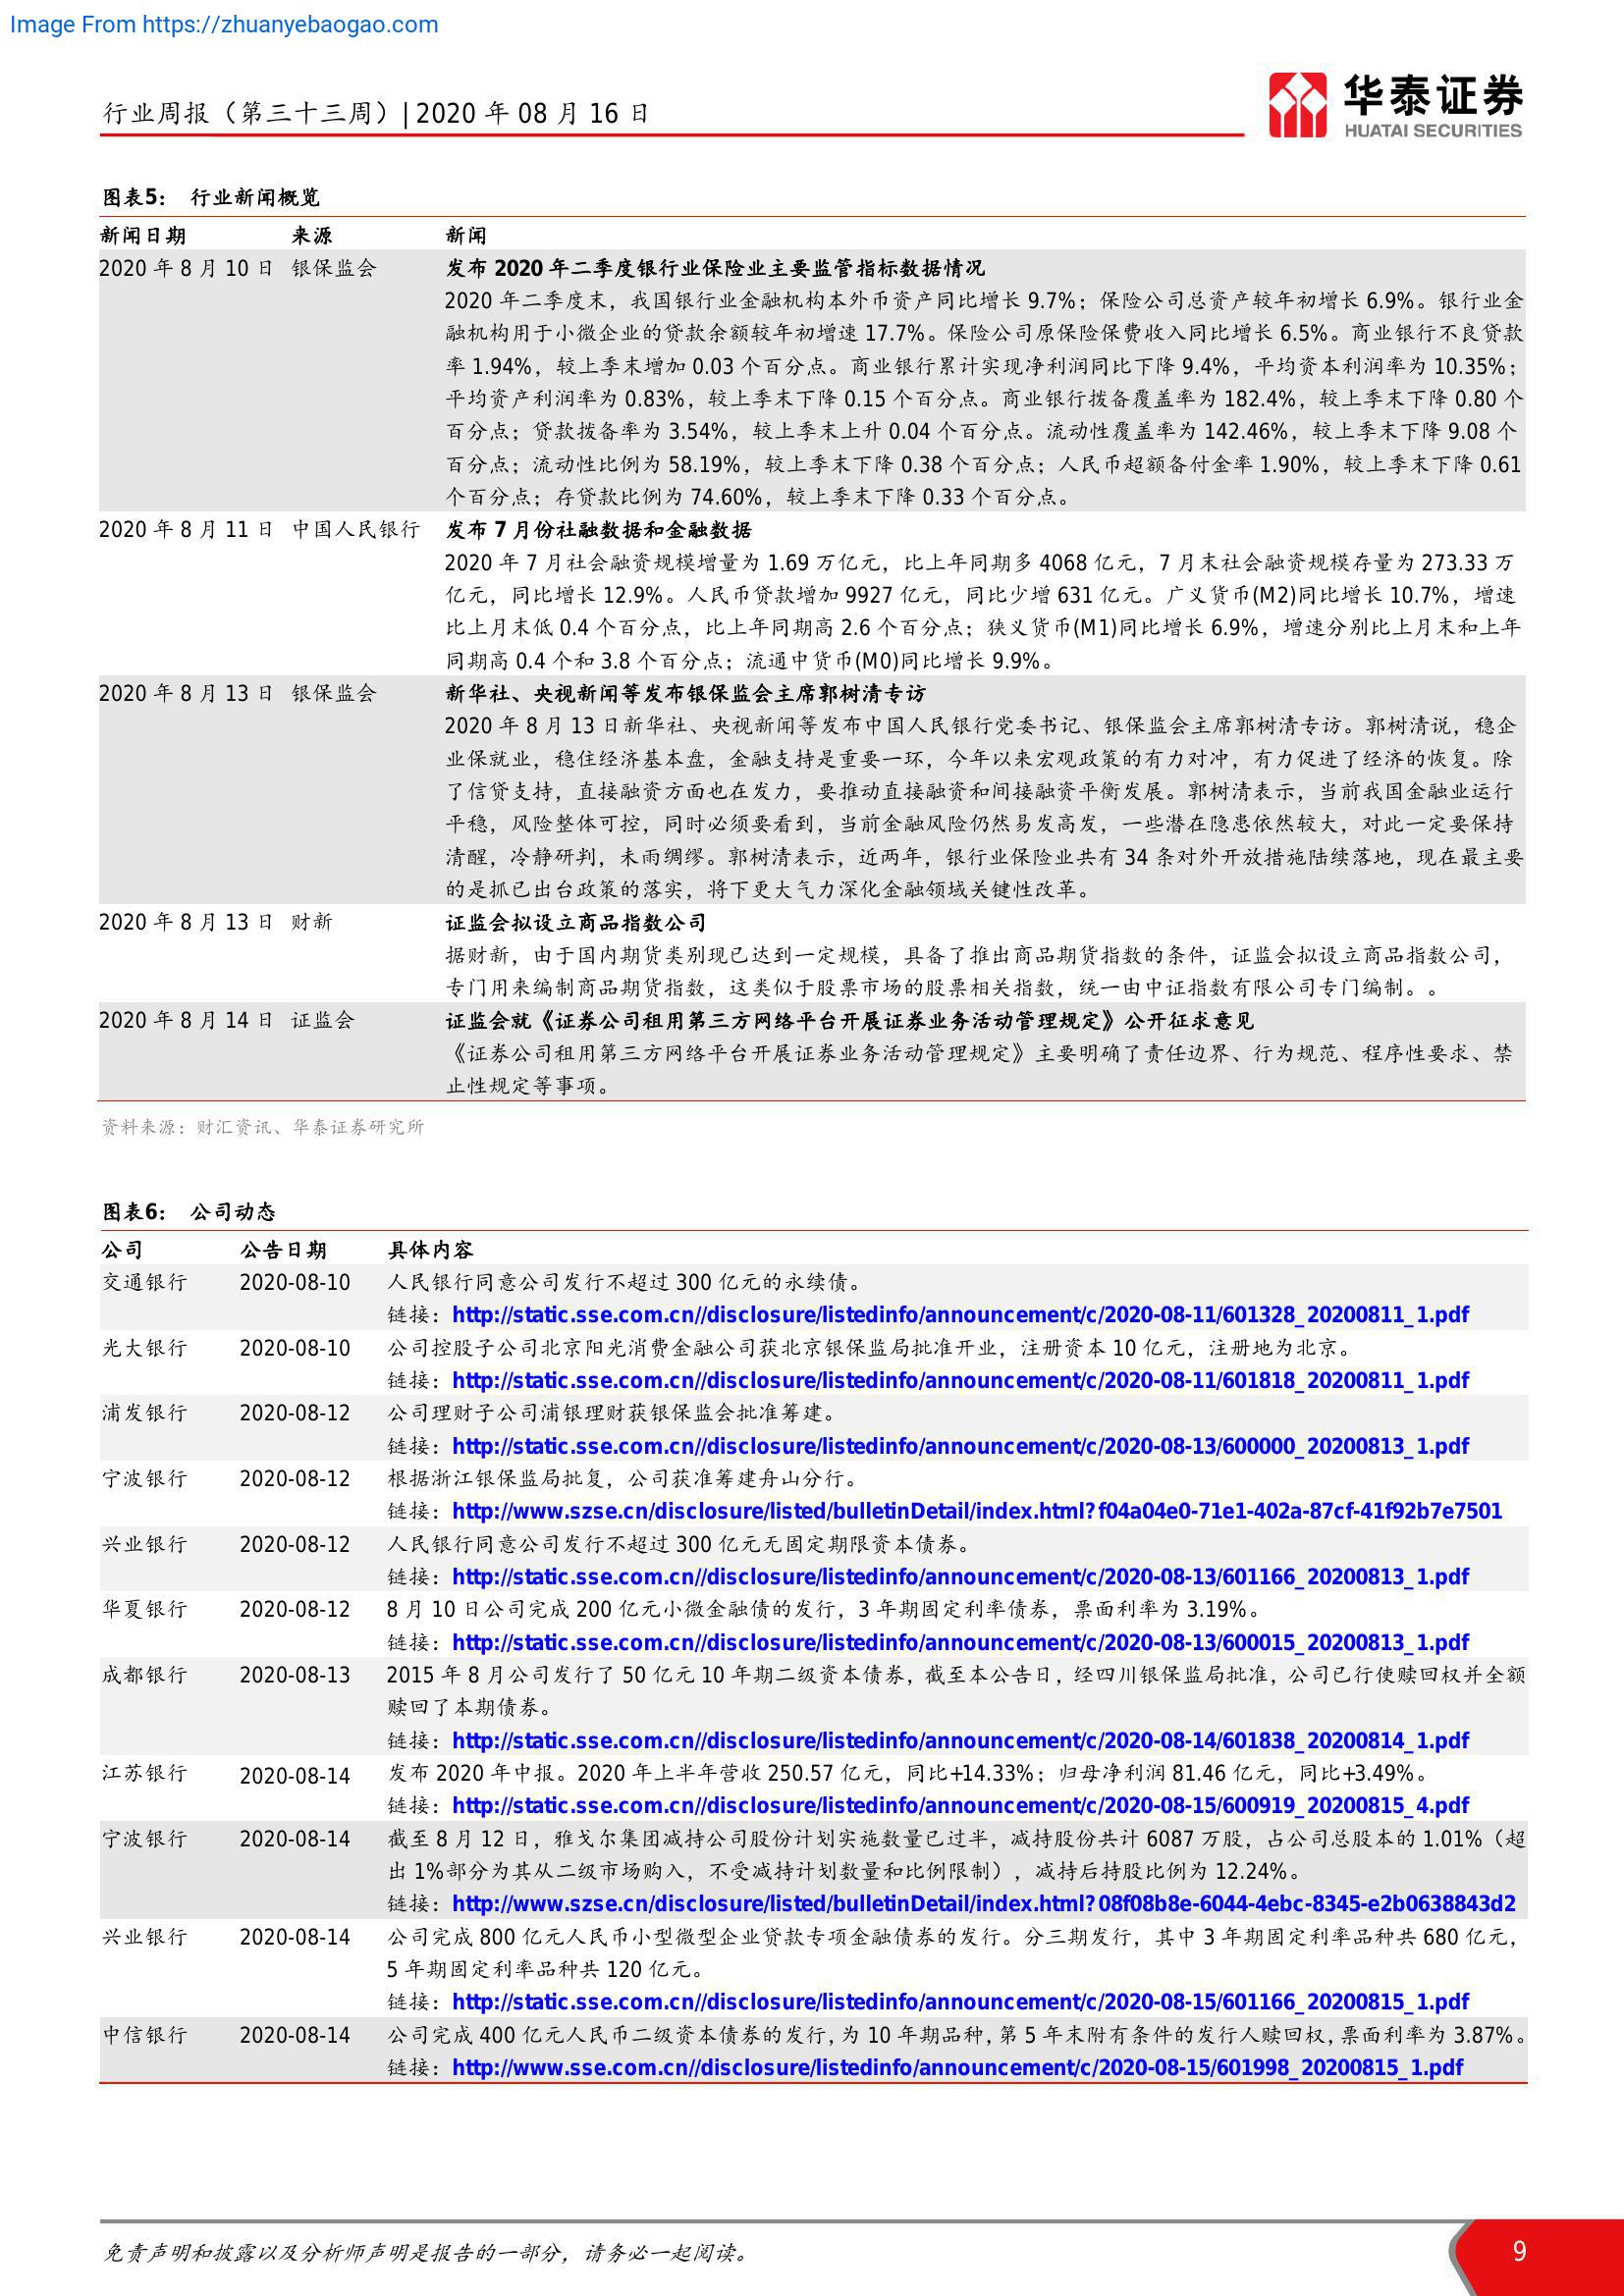 Image From https://zhuanyebaogao.com
行业周报（第三十三周）| 2020 年 08 月 16 日
华泰证券
HUATAI SECURITIES
图表5： 行业新闻概览
新闻日期 来源 新闻
2020 年 8 月 10 日 银保监会 发布 2020 年二季度银行业保险业主要监管指标数据情况
2020 年二季度末，我国银行业金融机构本外币资产同比增长 9.7%；保险公司总资产较年初增长 6.9%。银行业金
融机构用于小微企业的贷款余额较年初增速 17.7%。保险公司原保险保费收入同比增长 6.5%。商业银行不良贷款
率 1.94%，较上季末增加 0.03 个百分点。商业银行累计实现净利润同比下降 9.4%，平均资本利润率为 10.35%；
平均资产利润率为 0.83%，较上季末下降 0.15 个百分点。商业银行拨备覆盖率为 182.4%，较上季末下降 0.80 个
百分点；贷款拨备率为 3.54%，较上季末上升 0.04 个百分点。流动性覆盖率为 142.46%，较上季末下降 9.08 个
百分点；流动性比例为 58.19%，较上季末下降 0.38 个百分点；人民币超额备付金率 1.90%，较上季末下降 0.61
个百分点；存贷款比例为 74.60%，较上季末下降 0.33 个百分点。
2020 年 8 月 11 日 中国人民银行 发布 7 月份社融数据和金融数据
2020 年 7 月社会融资规模增量为 1.69 万亿元，比上年同期多 4068 亿元，7 月末社会融资规模存量为 273.33 万
亿元，同比增长 12.9%。人民币贷款增加 9927 亿元，同比少增 631 亿元。广义货币(M2)同比增长 10.7%，增速
比上月末低 0.4 个百分点，比上年同期高 2.6 个百分点；狭义货币(M1)同比增长 6.9%，增速分别比上月末和上年
同期高 0.4 个和 3.8 个百分点；流通中货币(M0)同比增长 9.9%。
2020 年 8 月 13 日 银保监会 新华社、央视新闻等发布银保监会主席郭树清专访
2020 年 8 月 13 日新华社、央视新闻等发布中国人民银行党委书记、银保监会主席郭树清专访。郭树清说，稳企
业保就业，稳住经济基本盘，金融支持是重要一环，今年以来宏观政策的有力对冲，有力促进了经济的恢复。除
了信贷支持，直接融资方面也在发力，要推动直接融资和间接融资平衡发展。郭树清表示，当前我国金融业运行
平稳，风险整体可控，同时必须要看到，当前金融风险仍然易发高发，一些潜在隐患依然较大，对此一定要保持
清醒，冷静研判，未雨绸缪。郭树清表示，近两年，银行业保险业共有 34 条对外开放措施陆续落地，现在最主要
的是抓已出台政策的落实，将下更大气力深化金融领域关键性改革。
2020 年 8 月 13 日 财新 证监会拟设立商品指数公司
据财新，由于国内期货类别现已达到一定规模，具备了推出商品期货指数的条件，证监会拟设立商品指数公司，
专门用来编制商品期货指数，这类似于股票市场的股票相关指数，统一由中证指数有限公司专门编制。。
2020 年 8 月 14 日 证监会 证监会就《证券公司租用第三方网络平台开展证券业务活动管理规定》公开征求意见
《证券公司租用第三方网络平台开展证券业务活动管理规定》主要明确了责任边界、行为规范、程序性要求、禁
止性规定等事项。
资料来源：财汇资讯、华泰证券研究所
图表6： 公司动态
公司 公告日期 具体内容
交通银行 2020-08-10 人民银行同意公司发行不超过 300 亿元的永续债。
链接：http://static.sse.com.cn//disclosure/listedinfo/announcement/c/2020-08-11/601328_20200811_1.pdf
光大银行 2020-08-10 公司控股子公司北京阳光消费金融公司获北京银保监局批准开业，注册资本 10 亿元，注册地为北京。
链接：http://static.sse.com.cn//disclosure/listedinfo/announcement/c/2020-08-11/601818_20200811_1.pdf
浦发银行 2020-08-12 公司理财子公司浦银理财获银保监会批准筹建。
链接：http://static.sse.com.cn//disclosure/listedinfo/announcement/c/2020-08-13/600000_20200813_1.pdf
宁波银行 2020-08-12 根据浙江银保监局批复，公司获准筹建舟山分行。
链接：http://www.szse.cn/disclosure/listed/bulletinDetail/index.html?f04a04e0-71e1-402a-87cf-41f92b7e7501
兴业银行 2020-08-12 人民银行同意公司发行不超过 300 亿元无固定期限资本债券。
链接：http://static.sse.com.cn//disclosure/listedinfo/announcement/c/2020-08-13/601166_20200813_1.pdf
华夏银行 2020-08-12 8 月 10 日公司完成 200 亿元小微金融债的发行，3 年期固定利率债券，票面利率为 3.19%。
链接：http://static.sse.com.cn//disclosure/listedinfo/announcement/c/2020-08-13/600015_20200813_1.pdf
成都银行 2020-08-13 2015 年 8 月公司发行了 50 亿元 10 年期二级资本债券，截至本公告日，经四川银保监局批准，公司已行使赎回权并全额
赎回了本期债券。
链接：http://static.sse.com.cn//disclosure/listedinfo/announcement/c/2020-08-14/601838_20200814_1.pdf
江苏银行 2020-08-14 发布 2020 年中报。2020 年上半年营收 250.57 亿元，同比+14.33%；归母净利润 81.46 亿元，同比+3.49%。
链接：http://static.sse.com.cn//disclosure/listedinfo/announcement/c/2020-08-15/600919_20200815_4.pdf
宁波银行 2020-08-14 截至 8 月 12 日，雅戈尔集团减持公司股份计划实施数量已过半，减持股份共计 6087 万股，占公司总股本的 1.01%（超
出 1%部分为其从二级市场购入，不受减持计划数量和比例限制），减持后持股比例为 12.24%。
链接：http://www.szse.cn/disclosure/listed/bulletinDetail/index.html?08f08b8e-6044-4ebc-8345-e2b0638843d2
兴业银行 2020-08-14 公司完成 800 亿元人民币小型微型企业贷款专项金融债券的发行。分三期发行，其中 3 年期固定利率品种共 680 亿元，
5 年期固定利率品种共 120 亿元。
链接：http://static.sse.com.cn//disclosure/listedinfo/announcement/c/2020-08-15/601166_20200815_1.pdf
中信银行 2020-08-14 公司完成 400 亿元人民币二级资本债券的发行，为 10 年期品种，第 5 年末附有条件的发行人赎回权，票面利率为 3.87%。
链接：http://www.sse.com.cn//disclosure/listedinfo/announcement/c/2020-08-15/601998_20200815_1.pdf
免责声明和披露以及分析师声明是报告的一部分，请务必一起阅读。 9